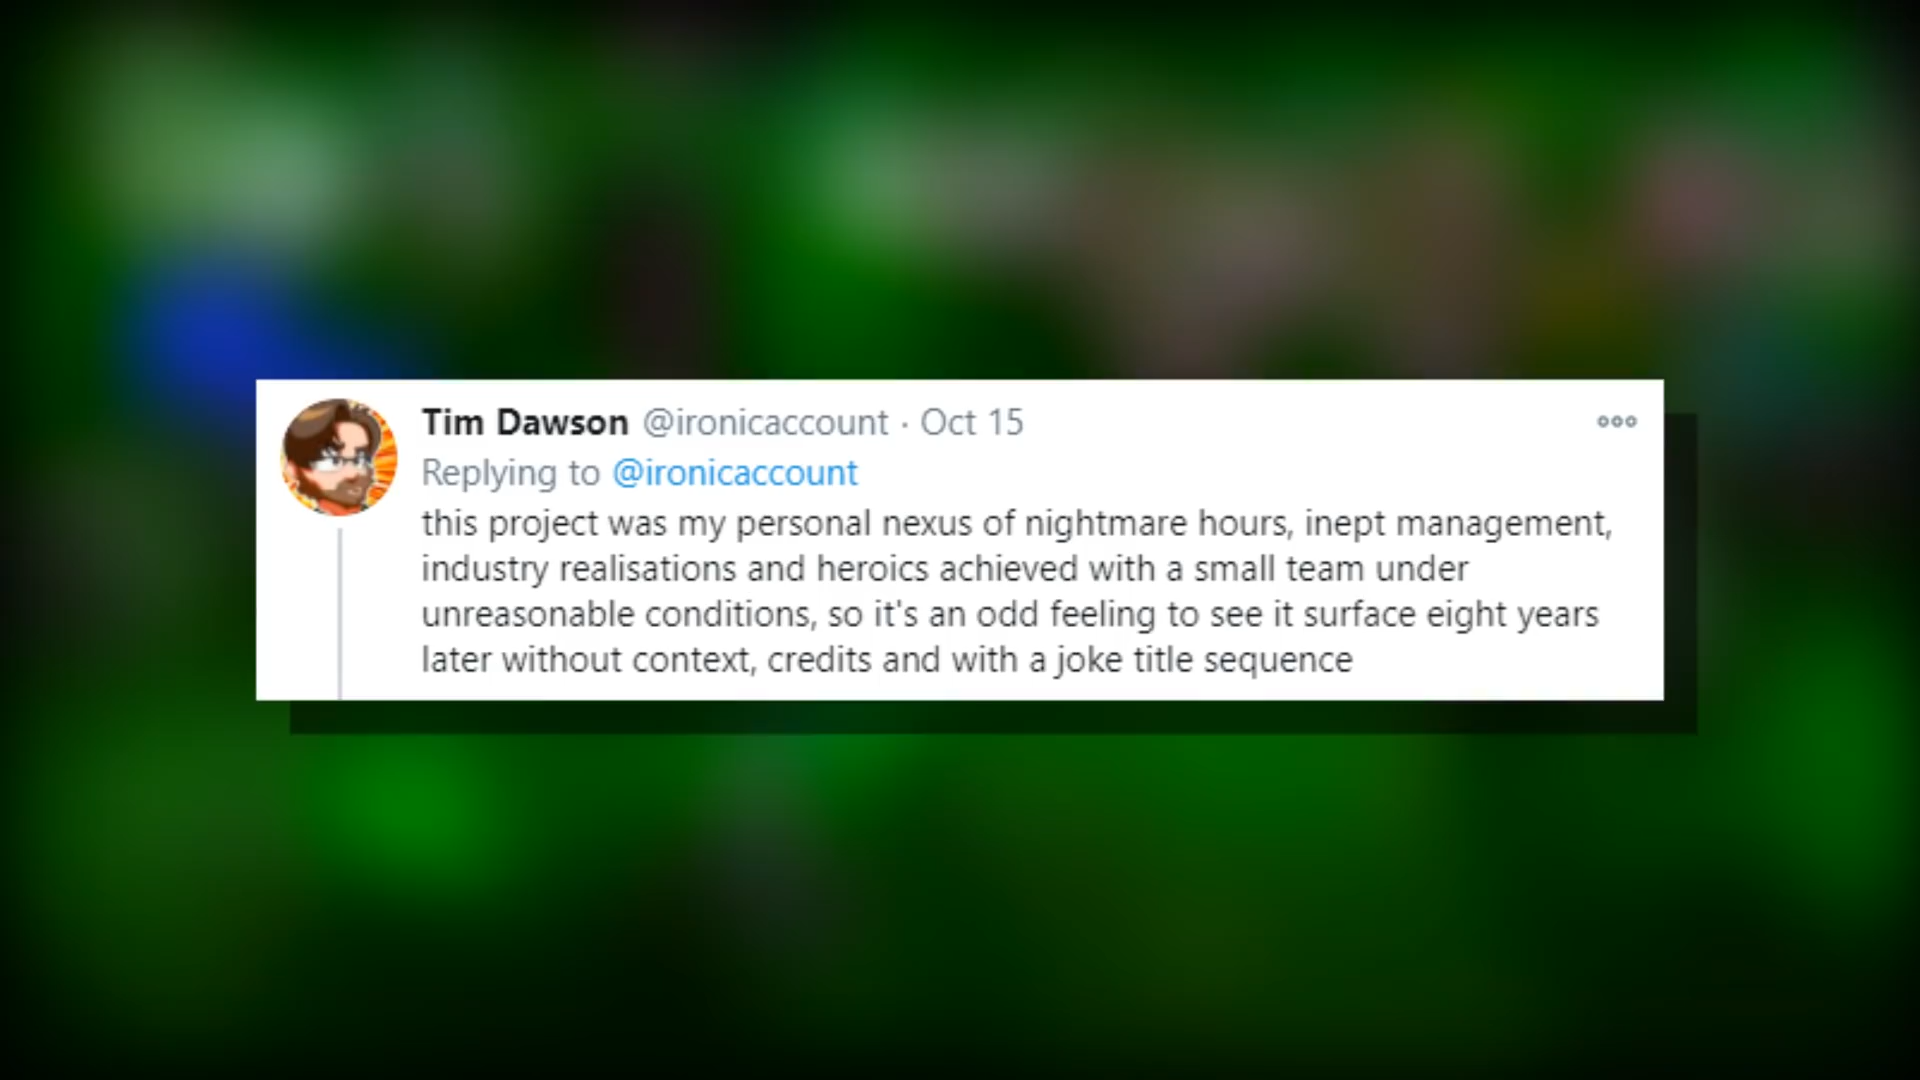 Tim Dawson @ironicaccount · Oct 15
Replying to @ironicaccount
this project was my personal nexus of nightmare hours, inept management,
industry realisations and heroics achieved with a small team under
unreasonable conditions, so it's an odd feeling to see it surface eight years
later without context, credits and with a joke title sequence